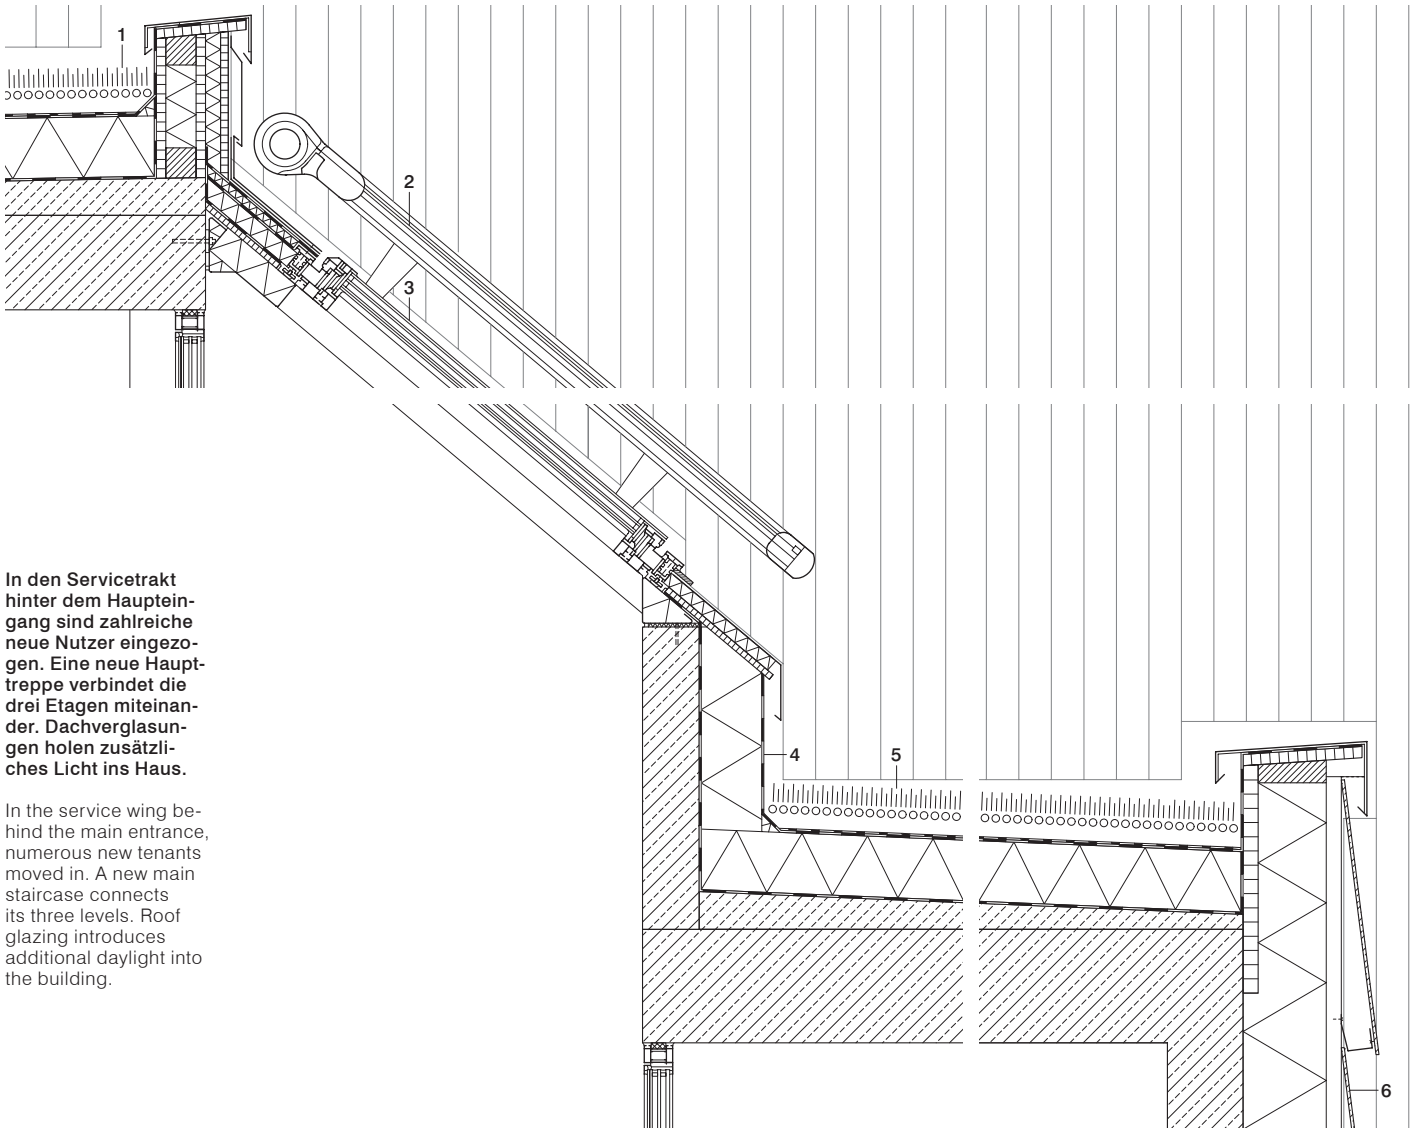 1
2
3
In den Servicetrakt
hinter dem Hauptein-
gang sind zahlreiche
neue Nutzer eingezo-
gen. Eine neue Haupt-
treppe verbindet die
drei Etagen miteinan-
der. Dachverglasun-
gen holen zusätzli-
ches Licht ins Haus.
In the service wing be-
hind the main entrance,
numerous new tenants
moved in. A new main
staircase connects
its three levels. Roof
glazing introduces
additional daylight into
the building.
4
5
6